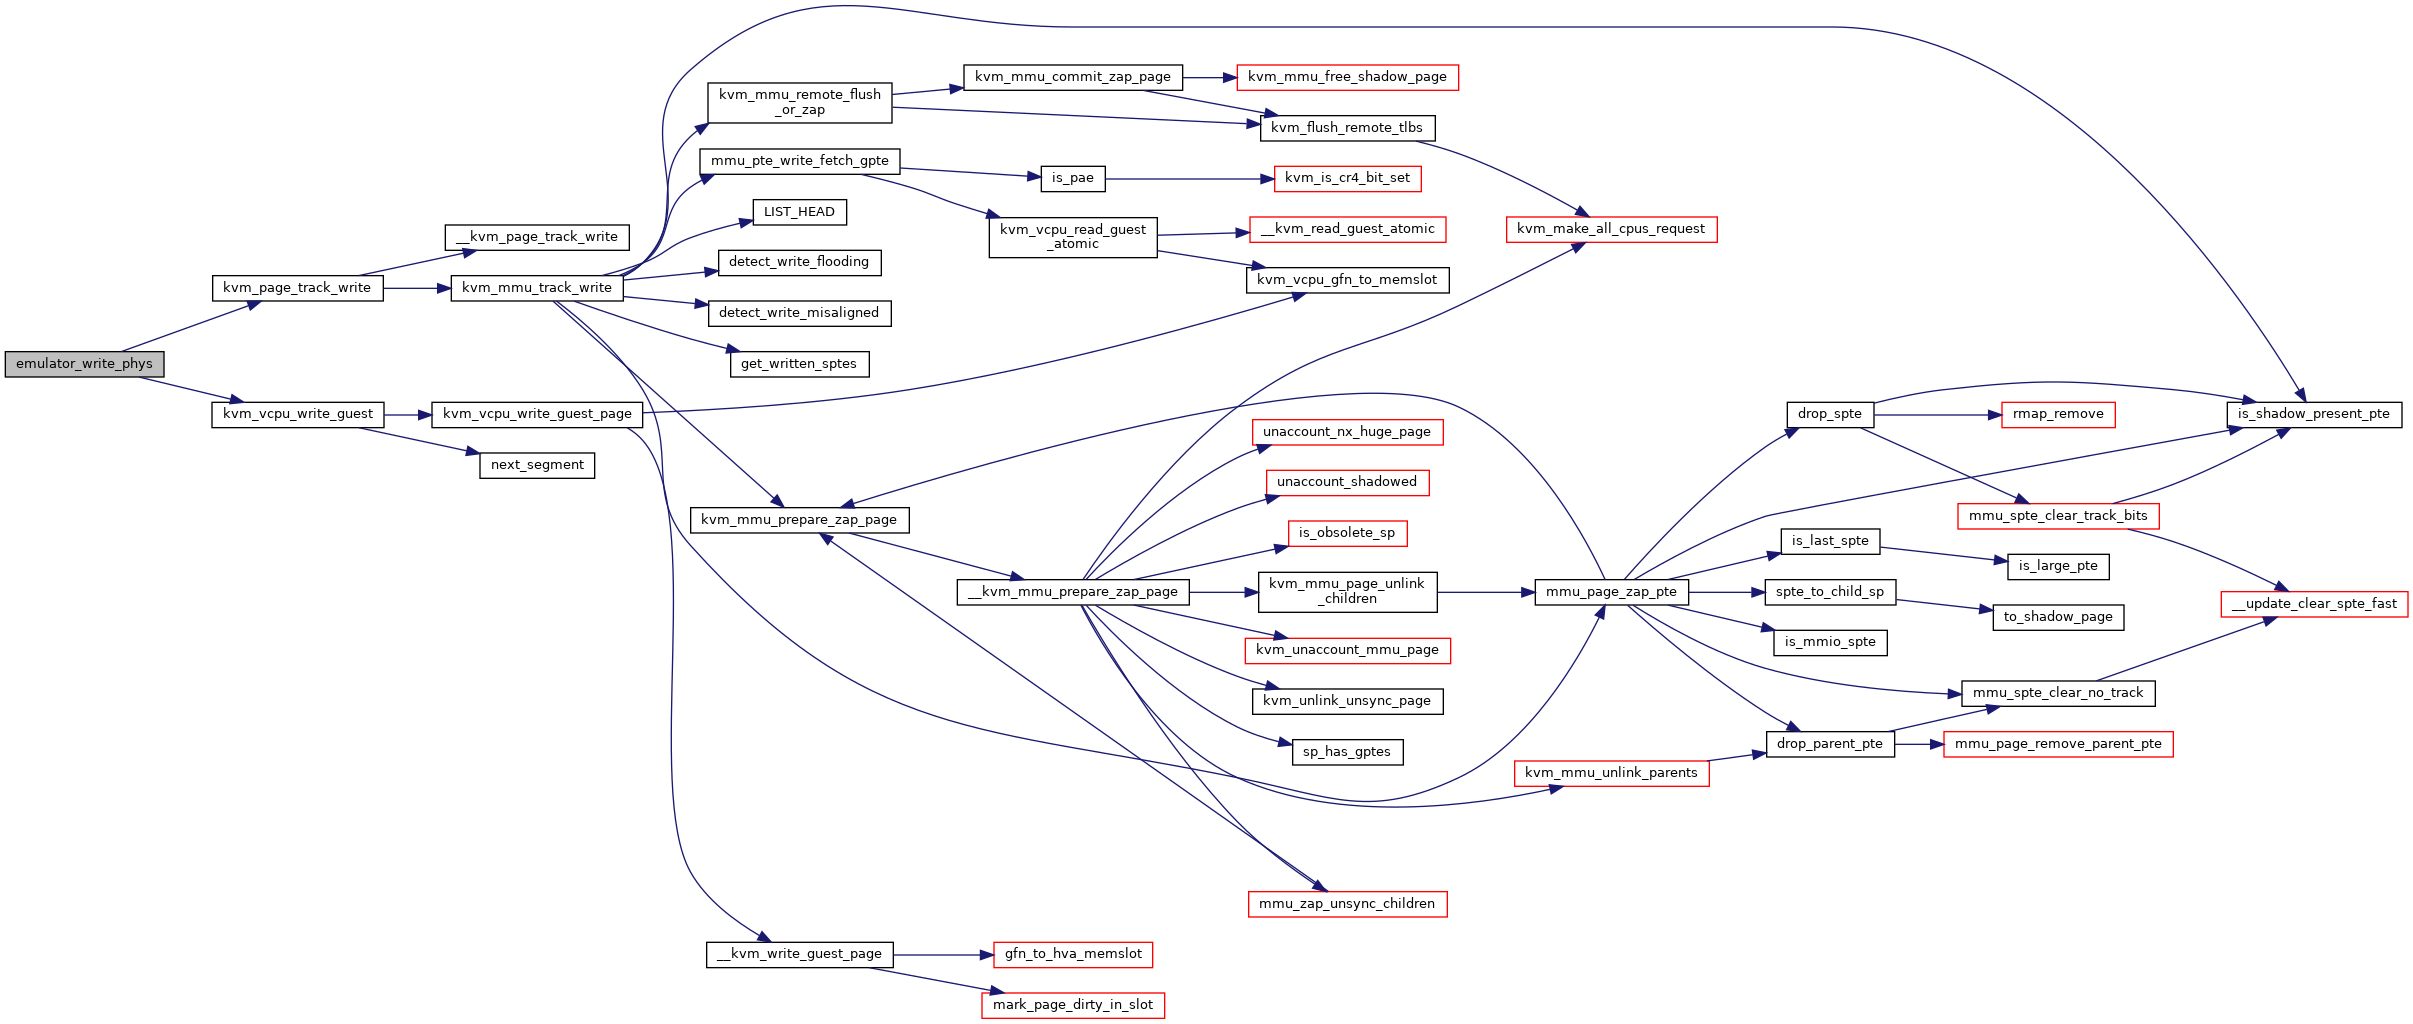 emulator_write_phys
kvm_page_track_write
kvm_vcpu_write_guest
__kvm_page_track_write
kvm_mmu_track_write
kvm_vcpu_write_guest_page
next_segment
kvm_mmu_remote_flush
_or_zap
mmu_pte_write_fetch_gpte
LIST_HEAD
detect_write_flooding
detect_write_misaligned
get_written_sptes
kvm_mmu_prepare_zap_page
__kvm_write_guest_page
kvm_mmu_commit_zap_page
is_pae
kvm_vcpu_read_guest
_atomic
__kvm_mmu_prepare_zap_page
gfn_to_hva_memslot
mark_page_dirty_in_slot
kvm_mmu_free_shadow_page
kvm_flush_remote_tlbs
kvm_is_cr4_bit_set
__kvm_read_guest_atomic
kvm_vcpu_gfn_to_memslot
unaccount_nx_huge_page
unaccount_shadowed
is_obsolete_sp
kvm_mmu_page_unlink
_children
kvm_unaccount_mmu_page
kvm_unlink_unsync_page
sp_has_gptes
mmu_zap_unsync_children
kvm_make_all_cpus_request
mmu_page_zap_pte
kvm_mmu_unlink_parents
drop_spte
is_last_spte
spte_to_child_sp
is_mmio_spte
drop_parent_pte
rmap_remove
mmu_spte_clear_track_bits
is_large_pte
to_shadow_page
mmu_spte_clear_no_track
mmu_page_remove_parent_pte
is_shadow_present_pte
__update_clear_spte_fast